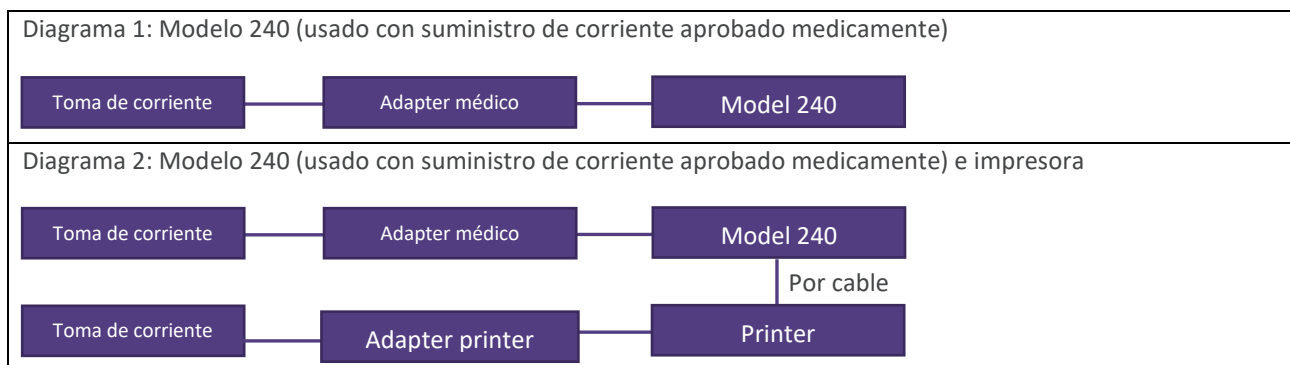 Diagrama 1: Modelo 240 (usado con suministro de corriente aprobado medicamente)
Toma de corriente
Adapter médico
Model 240
Diagrama 2: Modelo 240 (usado con suministro de corriente aprobado medicamente) e impresora
Toma de corriente
Adapter médico
Model 240
Por cable
Toma de corriente
Adapter printer
Printer